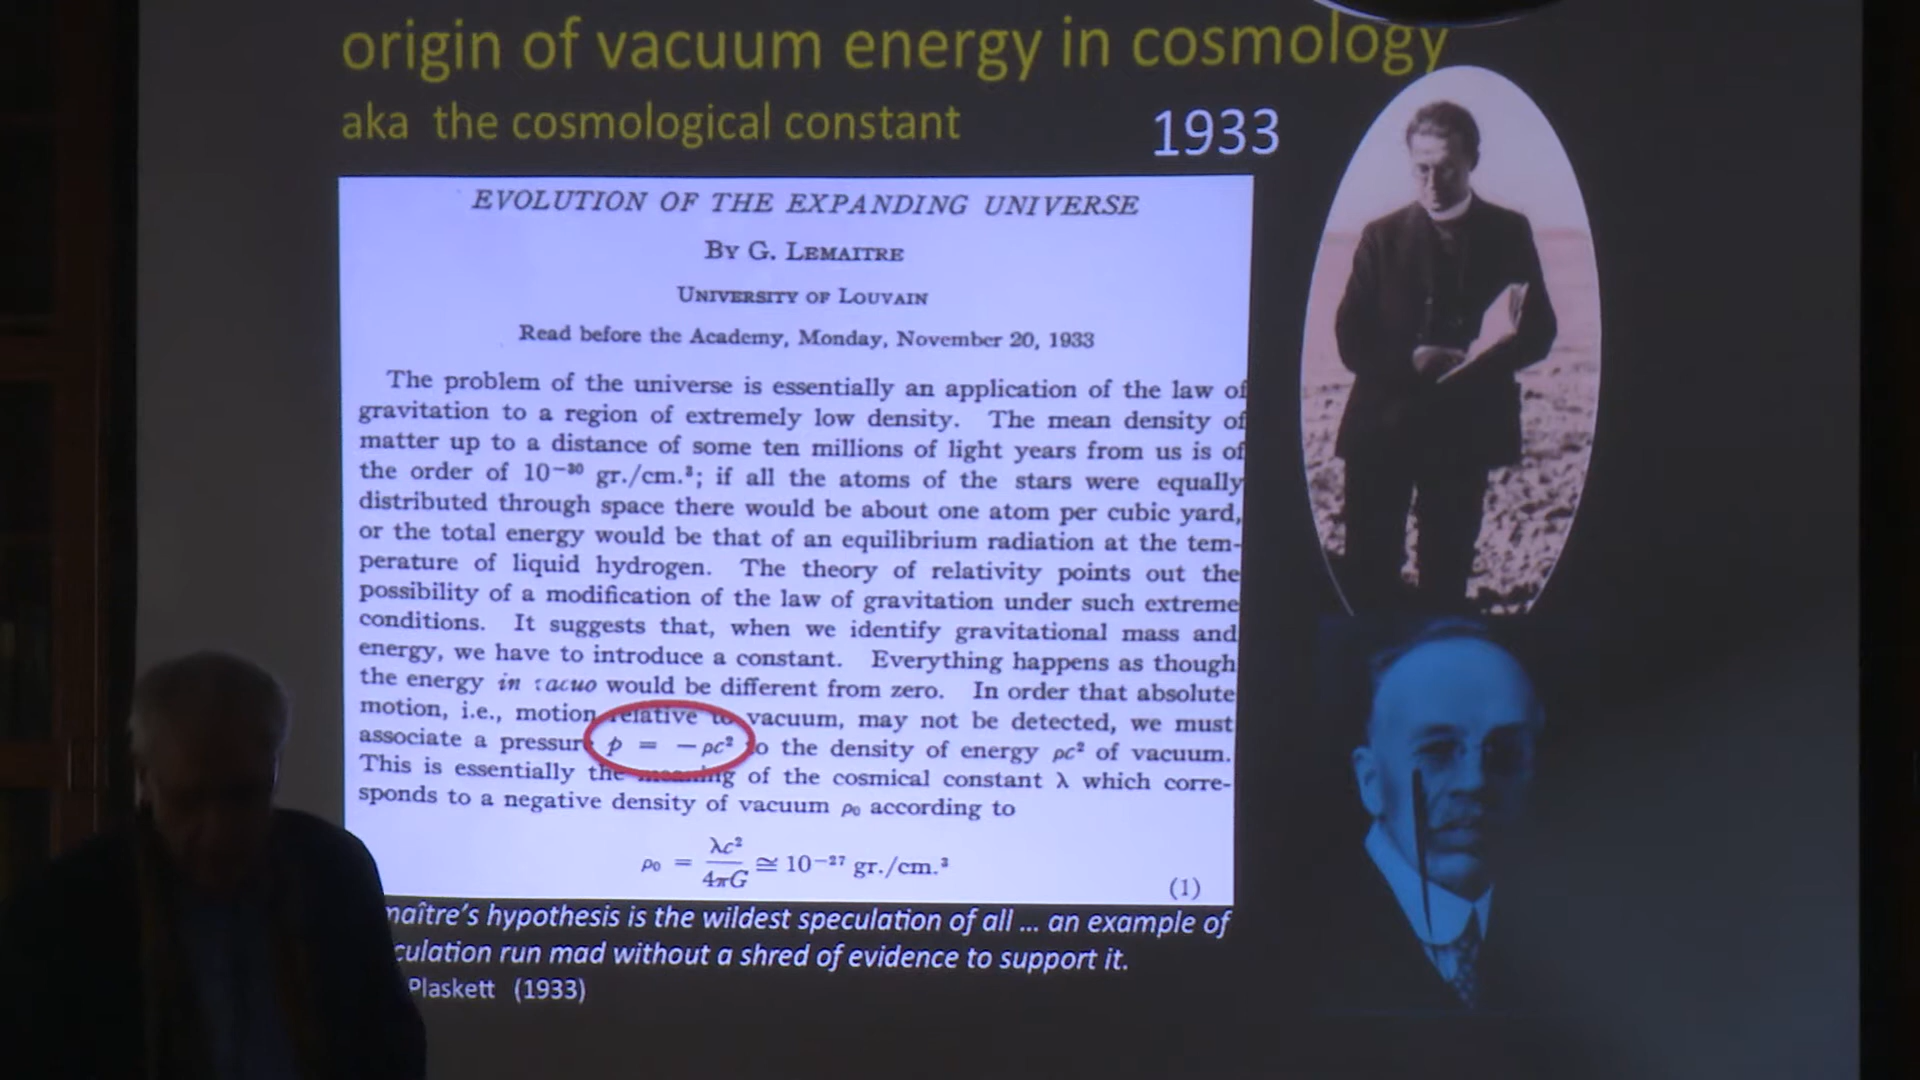 origin of vacuum energy in cosmology
aka the cosmological constant
1933
EVOLUTION OF THE EXPANDING UNIVERSE
By G. Lemaitre
University of Louvain
Read before the Academy, Monday, November 20, 1933
The problem of the universe is essentially an application of the law of
gravitation to a region of extremely low density. The mean density of
matter up to a distance of some ten millions of light years from us is of
the order of 10⁻³⁰ gr./cm.³; if all the atoms of the stars were equally
distributed through space there would be about one atom per cubic yard,
or the total energy would be that of an equilibrium radiation at the tem-
perature of liquid hydrogen. The theory of relativity points out the
possibility of a modification of the law of gravitation under such extreme
conditions. It suggests that, when we identify gravitational mass and
energy, we have to introduce a constant. Everything happens as though
the energy in vacuo would be different from zero. In order that absolute
motion, i.e., motion relative to vacuum, may not be detected, we must
associate a pressure p = −ρc² to the density of energy ρc² of vacuum.
This is essentially the meaning of the cosmical constant λ which corre-
sponds to a negative density of vacuum ρ₀ according to
ρ₀ = λc²/4πG ≅ 10⁻²⁷ gr./cm.³
(1)
maître's hypothesis is the wildest speculation of all ... an example of
culation run mad without a shred of evidence to support it.
Plaskett (1933)